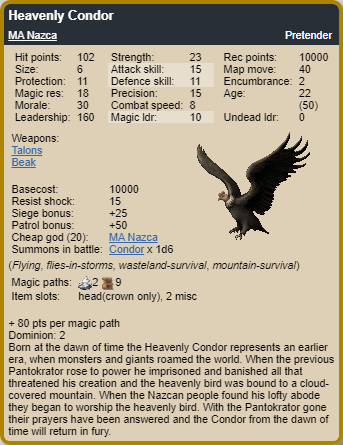 Heavenly Condor
MA Nazca Pretender
Hit points: 102 Strength: 23 Rec points: 10000
Size: 6 Attack skill: 15 Map move: 40
Protection: 11 Defence skill: 11 Encumbrance: 2
Magic res: 18 Precision: 15 Age: 22
Morale: 30 Combat speed: 8 (50)
Leadership: 160 Magic ldr: 10 Undead ldr: 0
Weapons:
Talons
Beak
Basecost: 10000
Resist shock: 15
Siege bonus: +25
Patrol bonus: +50
Cheap god (20): MA Nazca
Summons in battle: Condor x 1d6
(Flying, flies-in-storms, wasteland-survival, mountain-survival)
Magic paths: 2 9
Item slots: head(crown only), 2 misc
+ 80 pts per magic path
Dominion: 2
Born at the dawn of time the Heavenly Condor represents an earlier
era, when monsters and giants roamed the world. When the previous
Pantokrator rose to power he imprisoned and banished all that
threatened his creation and the heavenly bird was bound to a cloud-
covered mountain. When the Nazcan people found his lofty abode
they began to worship the heavenly bird. With the Pantokrator gone
their prayers have been answered and the Condor from the dawn of
time will return in fury.